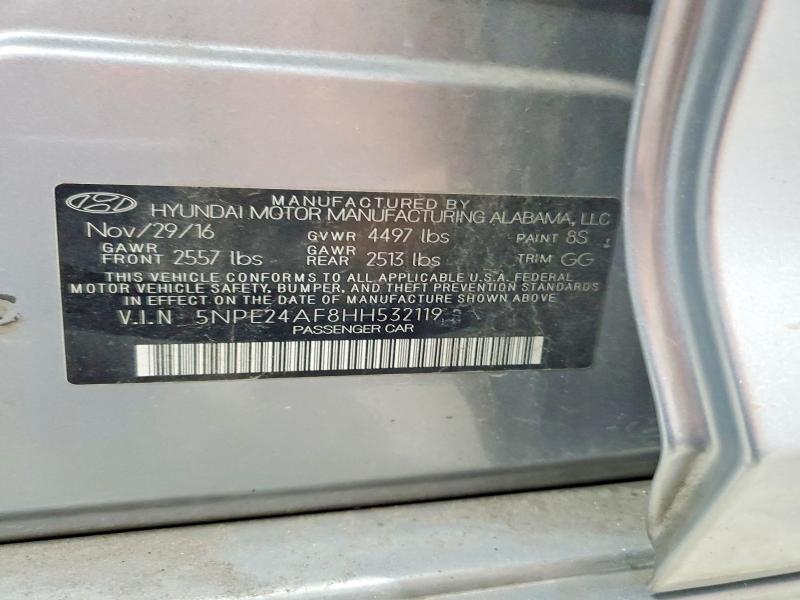 MANUFACTURED BY
HYUNDAI MOTOR MANUFACTURING ALABAMA, LLC
Nov/29/16 GVWR 4497 lbs PAINT 8S
GAWR FRONT 2557 lbs GAWR REAR 2513 lbs TRIM GG
THIS VEHICLE CONFORMS TO ALL APPLICABLE U.S.A. FEDERAL
MOTOR VEHICLE SAFETY, BUMPER, AND THEFT PREVENTION STANDARDS
IN EFFECT ON THE DATE OF MANUFACTURE SHOWN ABOVE
V.I.N 5NPE24AF8HH532119
PASSENGER CAR